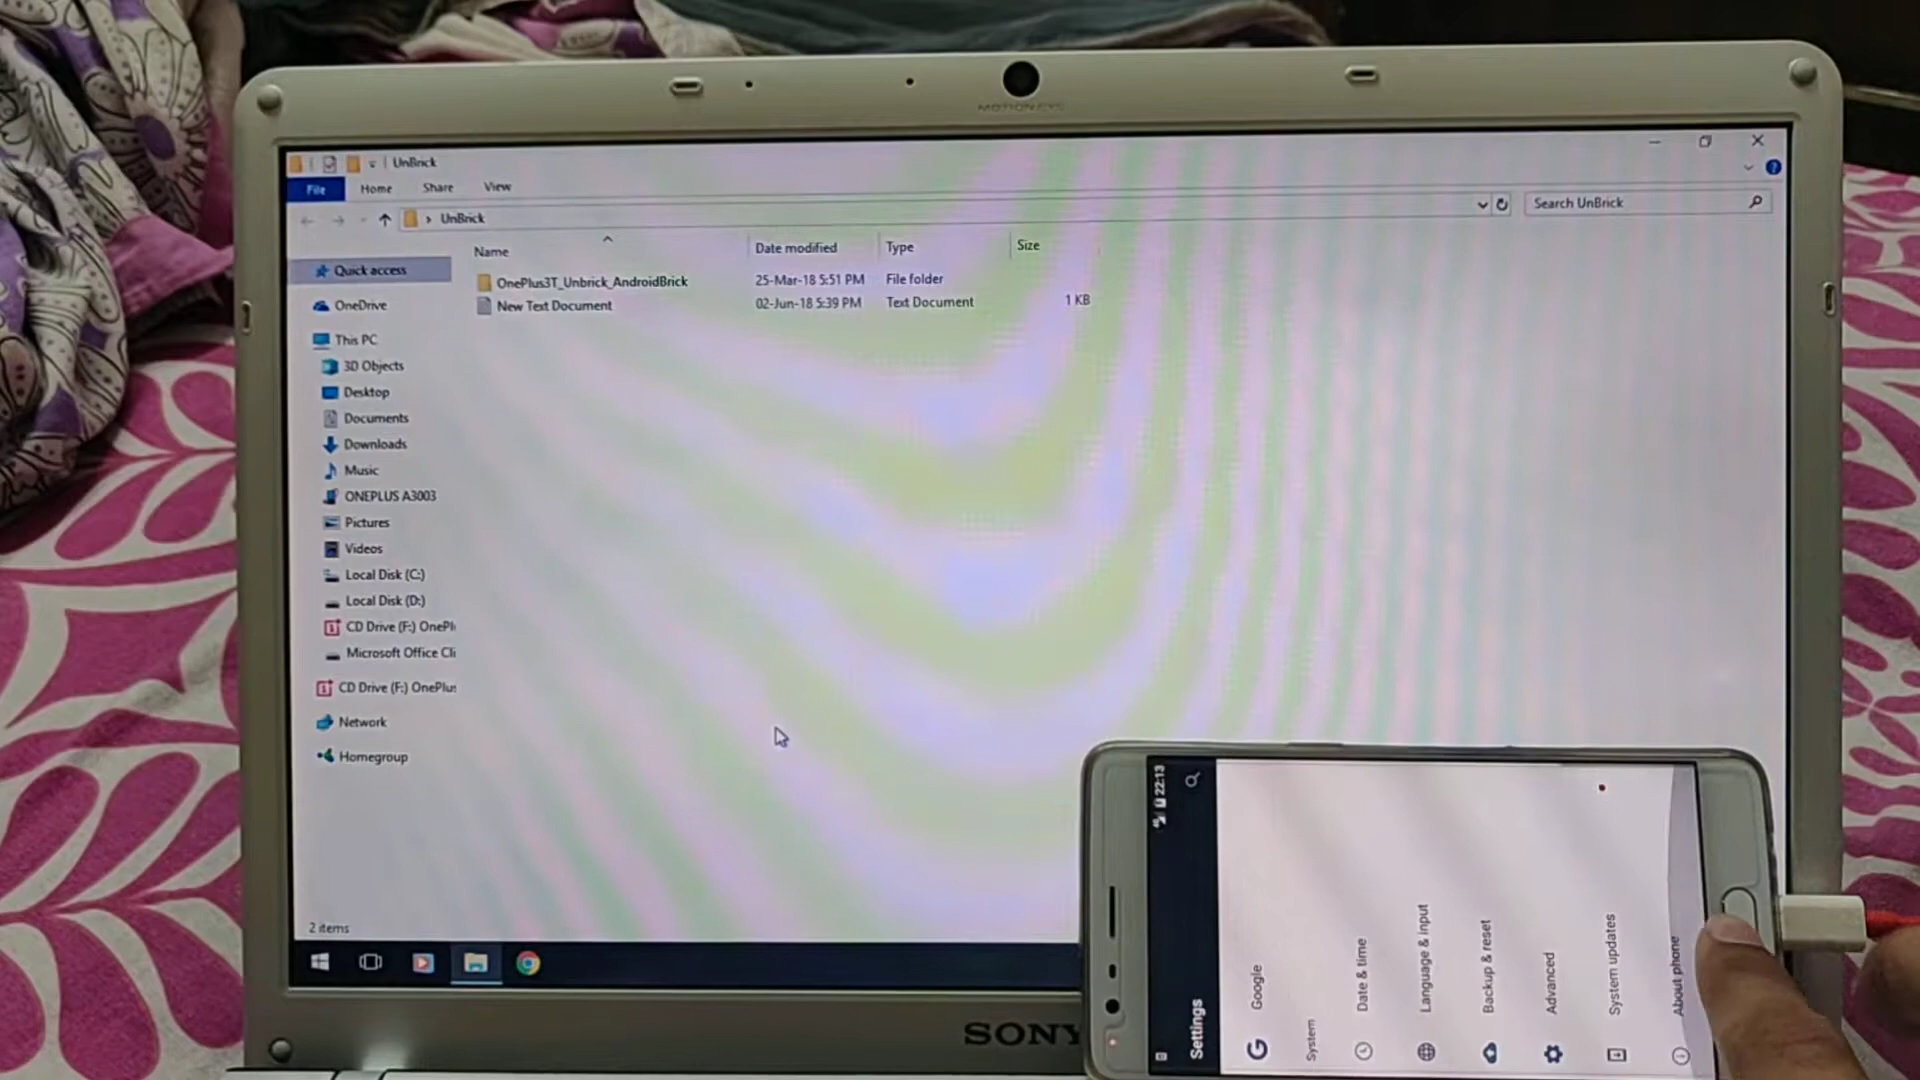 MOTION EYE
UnBrick
File Home Share View
UnBrick
Search UnBrick
Name Date modified Type Size
OnePlus3T_Unbrick_AndroidBrick 25-Mar-18 5:51 PM File folder
New Text Document 02-Jun-18 5:39 PM Text Document 1 KB
Quick access
OneDrive
This PC
3D Objects
Desktop
Documents
Downloads
Music
ONEPLUS A3003
Pictures
Videos
Local Disk (C:)
Local Disk (D:)
CD Drive (F:) OnePl
Microsoft Office Cli
CD Drive (F:) OnePlus
Network
Homegroup
2 items
SONY
22:13
Settings
Google
System
Date & time
Language & input
Backup & reset
Advanced
System updates
About phone